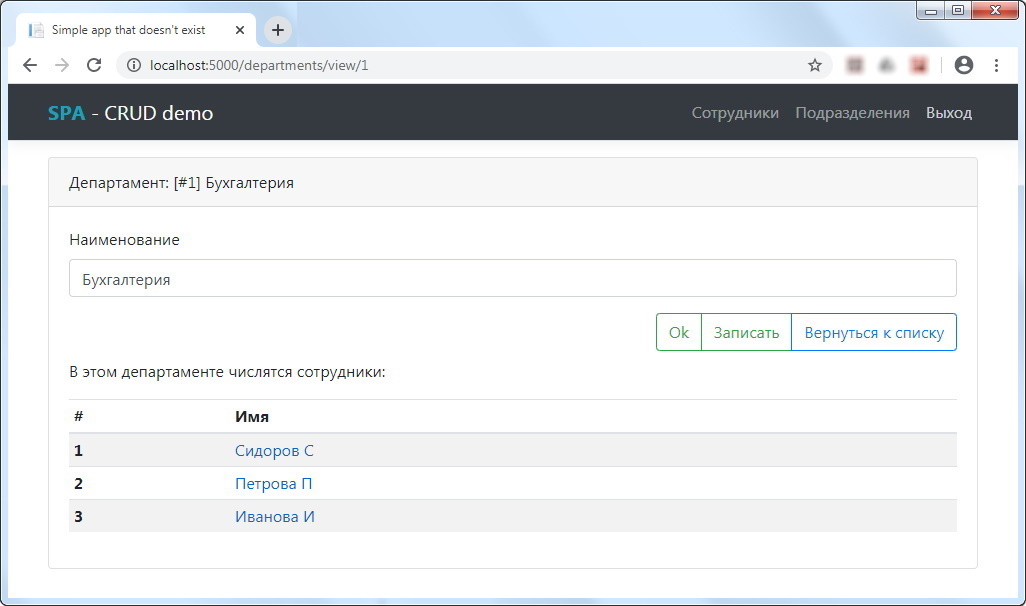 Simple app that doesn't exist
localhost:5000/departments/view/1
SPA - CRUD demo
Сотрудники Подразделения Выход
Департамент: [#1] Бухгалтерия
Наименование
Бухгалтерия
Ok Записать Вернуться к списку
В этом департаменте числятся сотрудники:
# Имя
1 Сидоров С
2 Петрова П
3 Иванова И